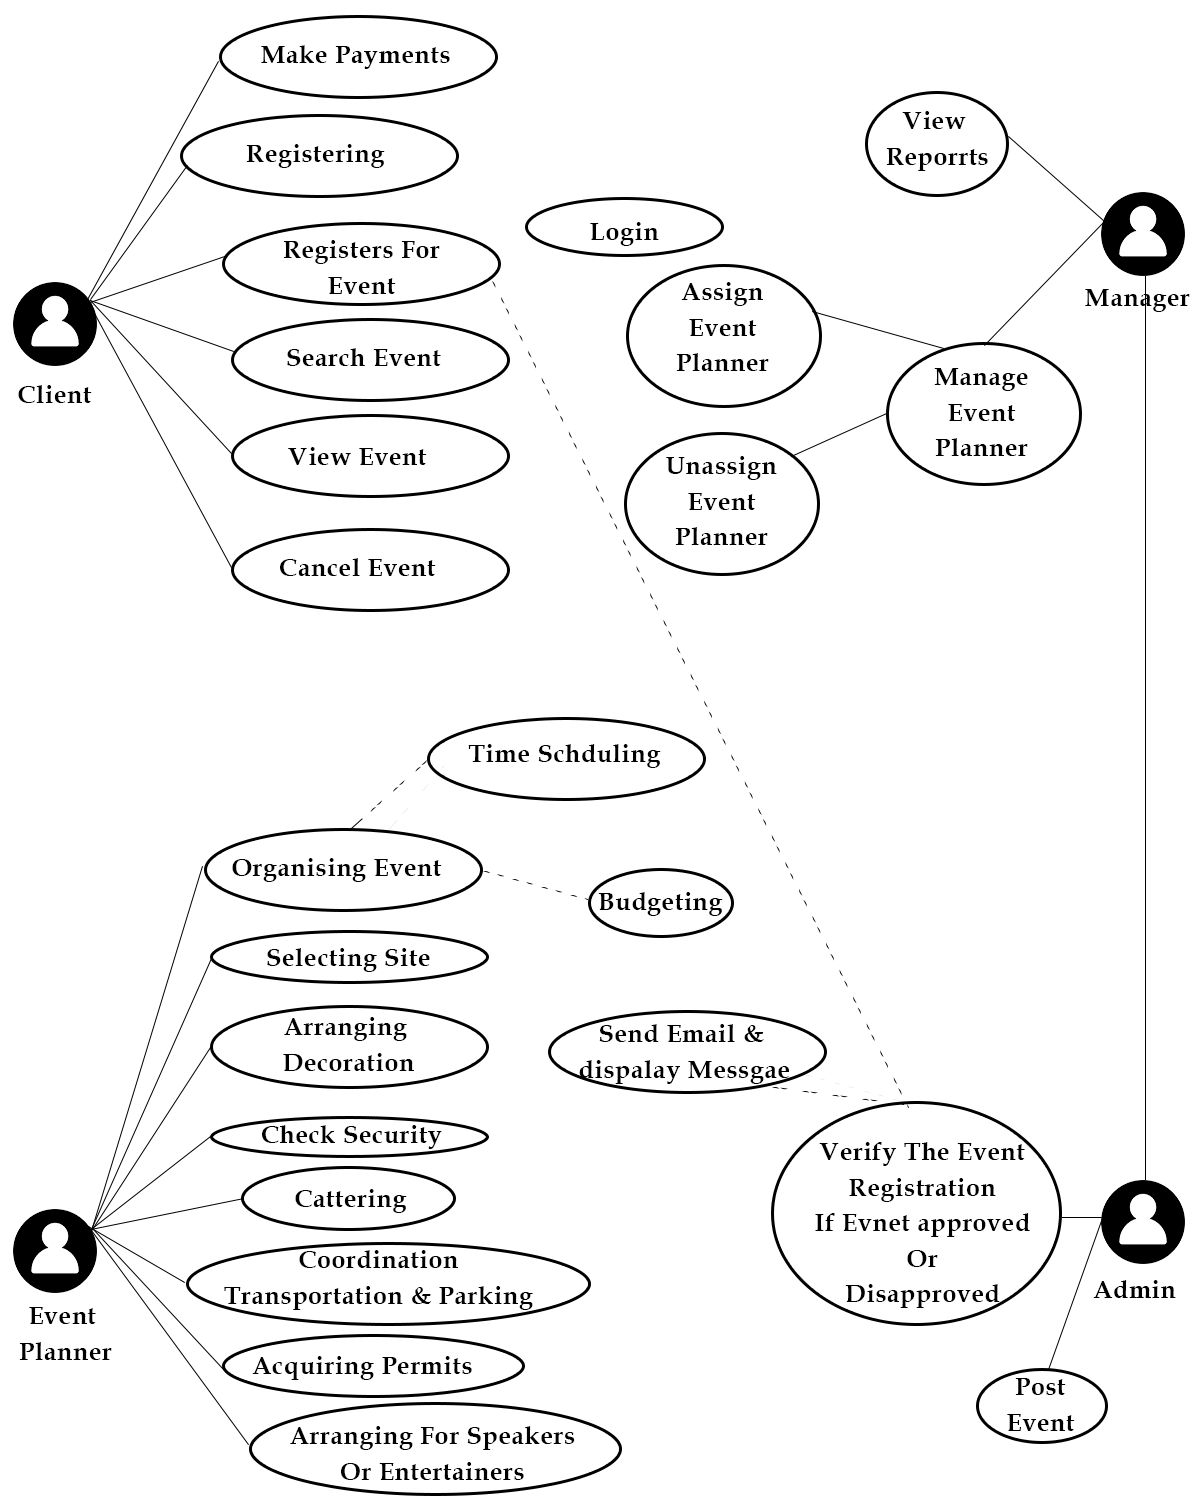 Make Payments
Registering
Registers For
Event
Search Event
View Event
Cancel Event
Client
Login
View
Reporrts
Manager
Assign
Event
Planner
Manage
Event
Planner
Unassign
Event
Planner
Time Schduling
Organising Event
Budgeting
Selecting Site
Arranging
Decoration
Check Security
Cattering
Coordination
Transportation & Parking
Acquiring Permits
Arranging For Speakers
Or Entertainers
Event
Planner
Send Email &
dispalay Messgae
Verify The Event
Registration
If Evnet approved
Or
Disapproved
Admin
Post
Event